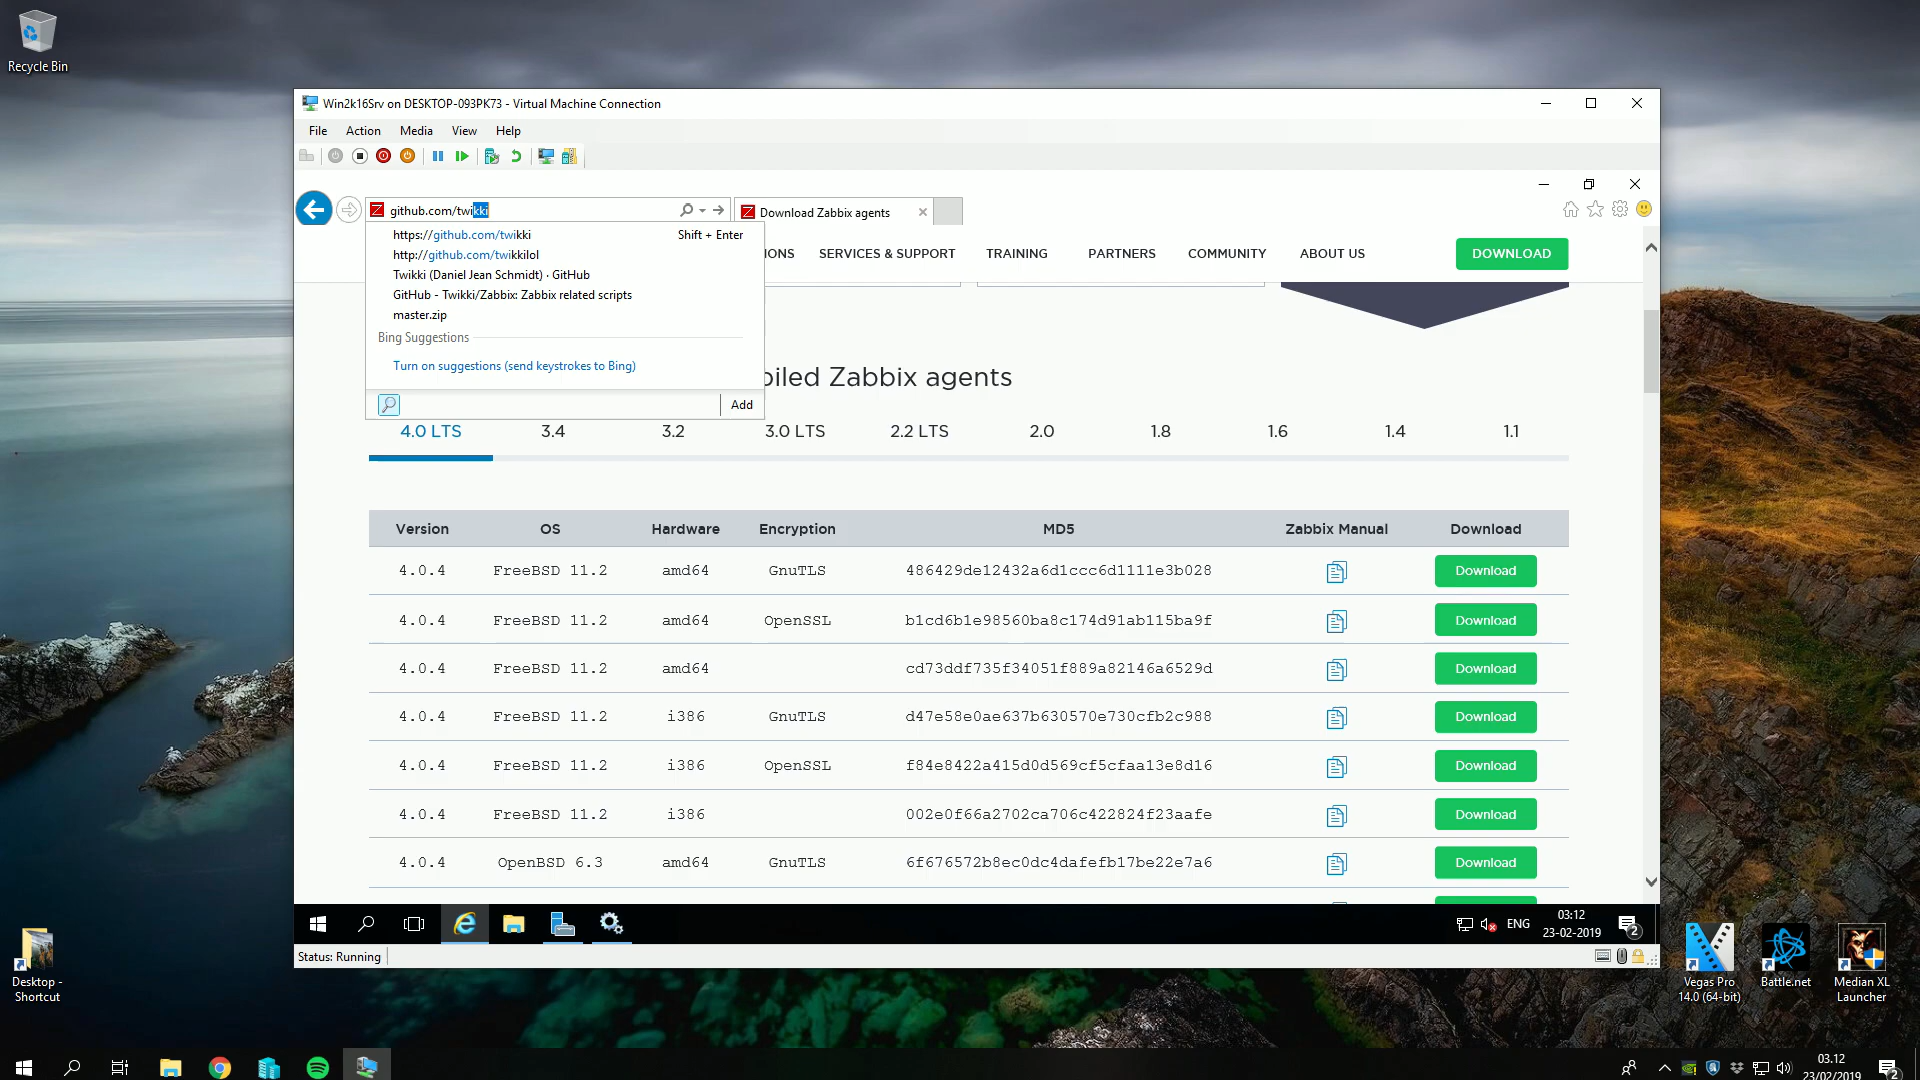 Recycle Bin
Win2k16Srv on DESKTOP-093PK73 - Virtual Machine Connection
File Action Media View Help
github.com/twikki
Download Zabbix agents
https://github.com/twikki Shift + Enter
http://github.com/twikkilol
Twikki (Daniel Jean Schmidt) · GitHub
GitHub - Twikki/Zabbix: Zabbix related scripts
master.zip
Bing Suggestions
Turn on suggestions (send keystrokes to Bing)
Add
IONS SERVICES & SUPPORT TRAINING PARTNERS COMMUNITY ABOUT US DOWNLOAD
piled Zabbix agents
4.0 LTS 3.4 3.2 3.0 LTS 2.2 LTS 2.0 1.8 1.6 1.4 1.1
Version OS Hardware Encryption MD5 Zabbix Manual Download
4.0.4 FreeBSD 11.2 amd64 GnuTLS 486429de12432a6d1ccc6d1111e3b028 Download
4.0.4 FreeBSD 11.2 amd64 OpenSSL b1cd6b1e98560ba8c174d91ab115ba9f Download
4.0.4 FreeBSD 11.2 amd64 cd73ddf735f34051f889a82146a6529d Download
4.0.4 FreeBSD 11.2 i386 GnuTLS d47e58e0ae637b630570e730cfb2c988 Download
4.0.4 FreeBSD 11.2 i386 OpenSSL f84e8422a415d0d569cf5cfaa13e8d16 Download
4.0.4 FreeBSD 11.2 i386 002e0f66a2702ca706c422824f23aafe Download
4.0.4 OpenBSD 6.3 amd64 GnuTLS 6f676572b8ec0dc4dafefb17be22e7a6 Download
ENG
03:12
23-02-2019
2
Status: Running
Desktop -
Shortcut
Vegas Pro
14.0 (64-bit)
Battle.net
Median XL
Launcher
03.12
23/02/2019
2